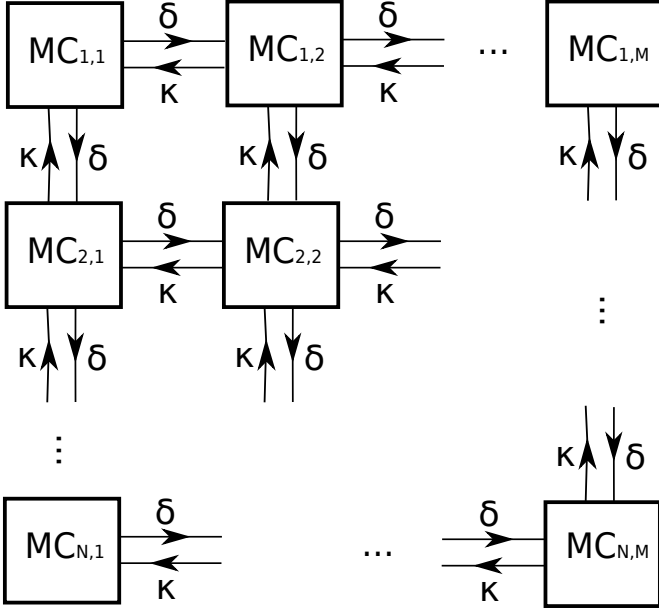 δ δ
MC1,1 MC1,2 ... MC1,M
κ κ
κ δ κ δ κ δ
δ δ
MC2,1 MC2,2
κ κ
...
κ δ κ δ
κ δ
...
δ δ
MCN,1 ... MCN,M
κ κ